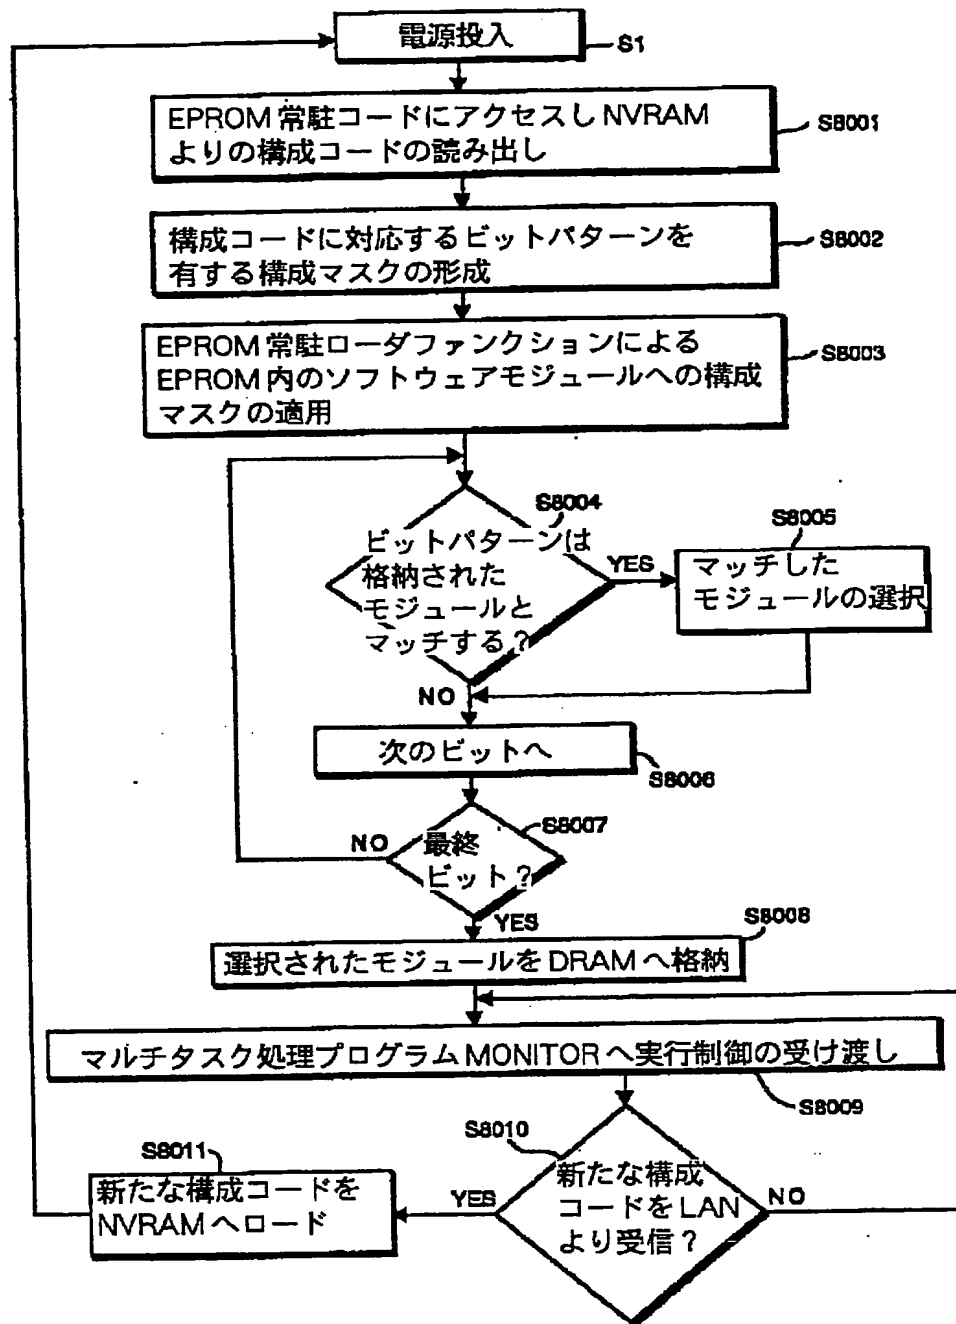 電源投入
S1
EPROM 常駐コードにアクセスし NVRAM
よりの構成コードの読み出し
S8001
構成コードに対応するビットパターンを
有する構成マスクの形成
S8002
EPROM 常駐ローダファンクションによる
EPROM 内のソフトウェアモジュールへの構成
マスクの適用
S8003
S8004
ビットパターンは
格納された
モジュールと
マッチする?
YES
S8005
マッチした
モジュールの選択
NO
次のビットへ
S8006
S8007
NO
最終
ビット?
YES
S8008
選択されたモジュールを DRAM へ格納
マルチタスク処理プログラム MONITOR へ実行制御の受け渡し
S8009
S8010
新たな構成
コードを LAN
より受信?
NO
YES
S8011
新たな構成コードを
NVRAM へロード